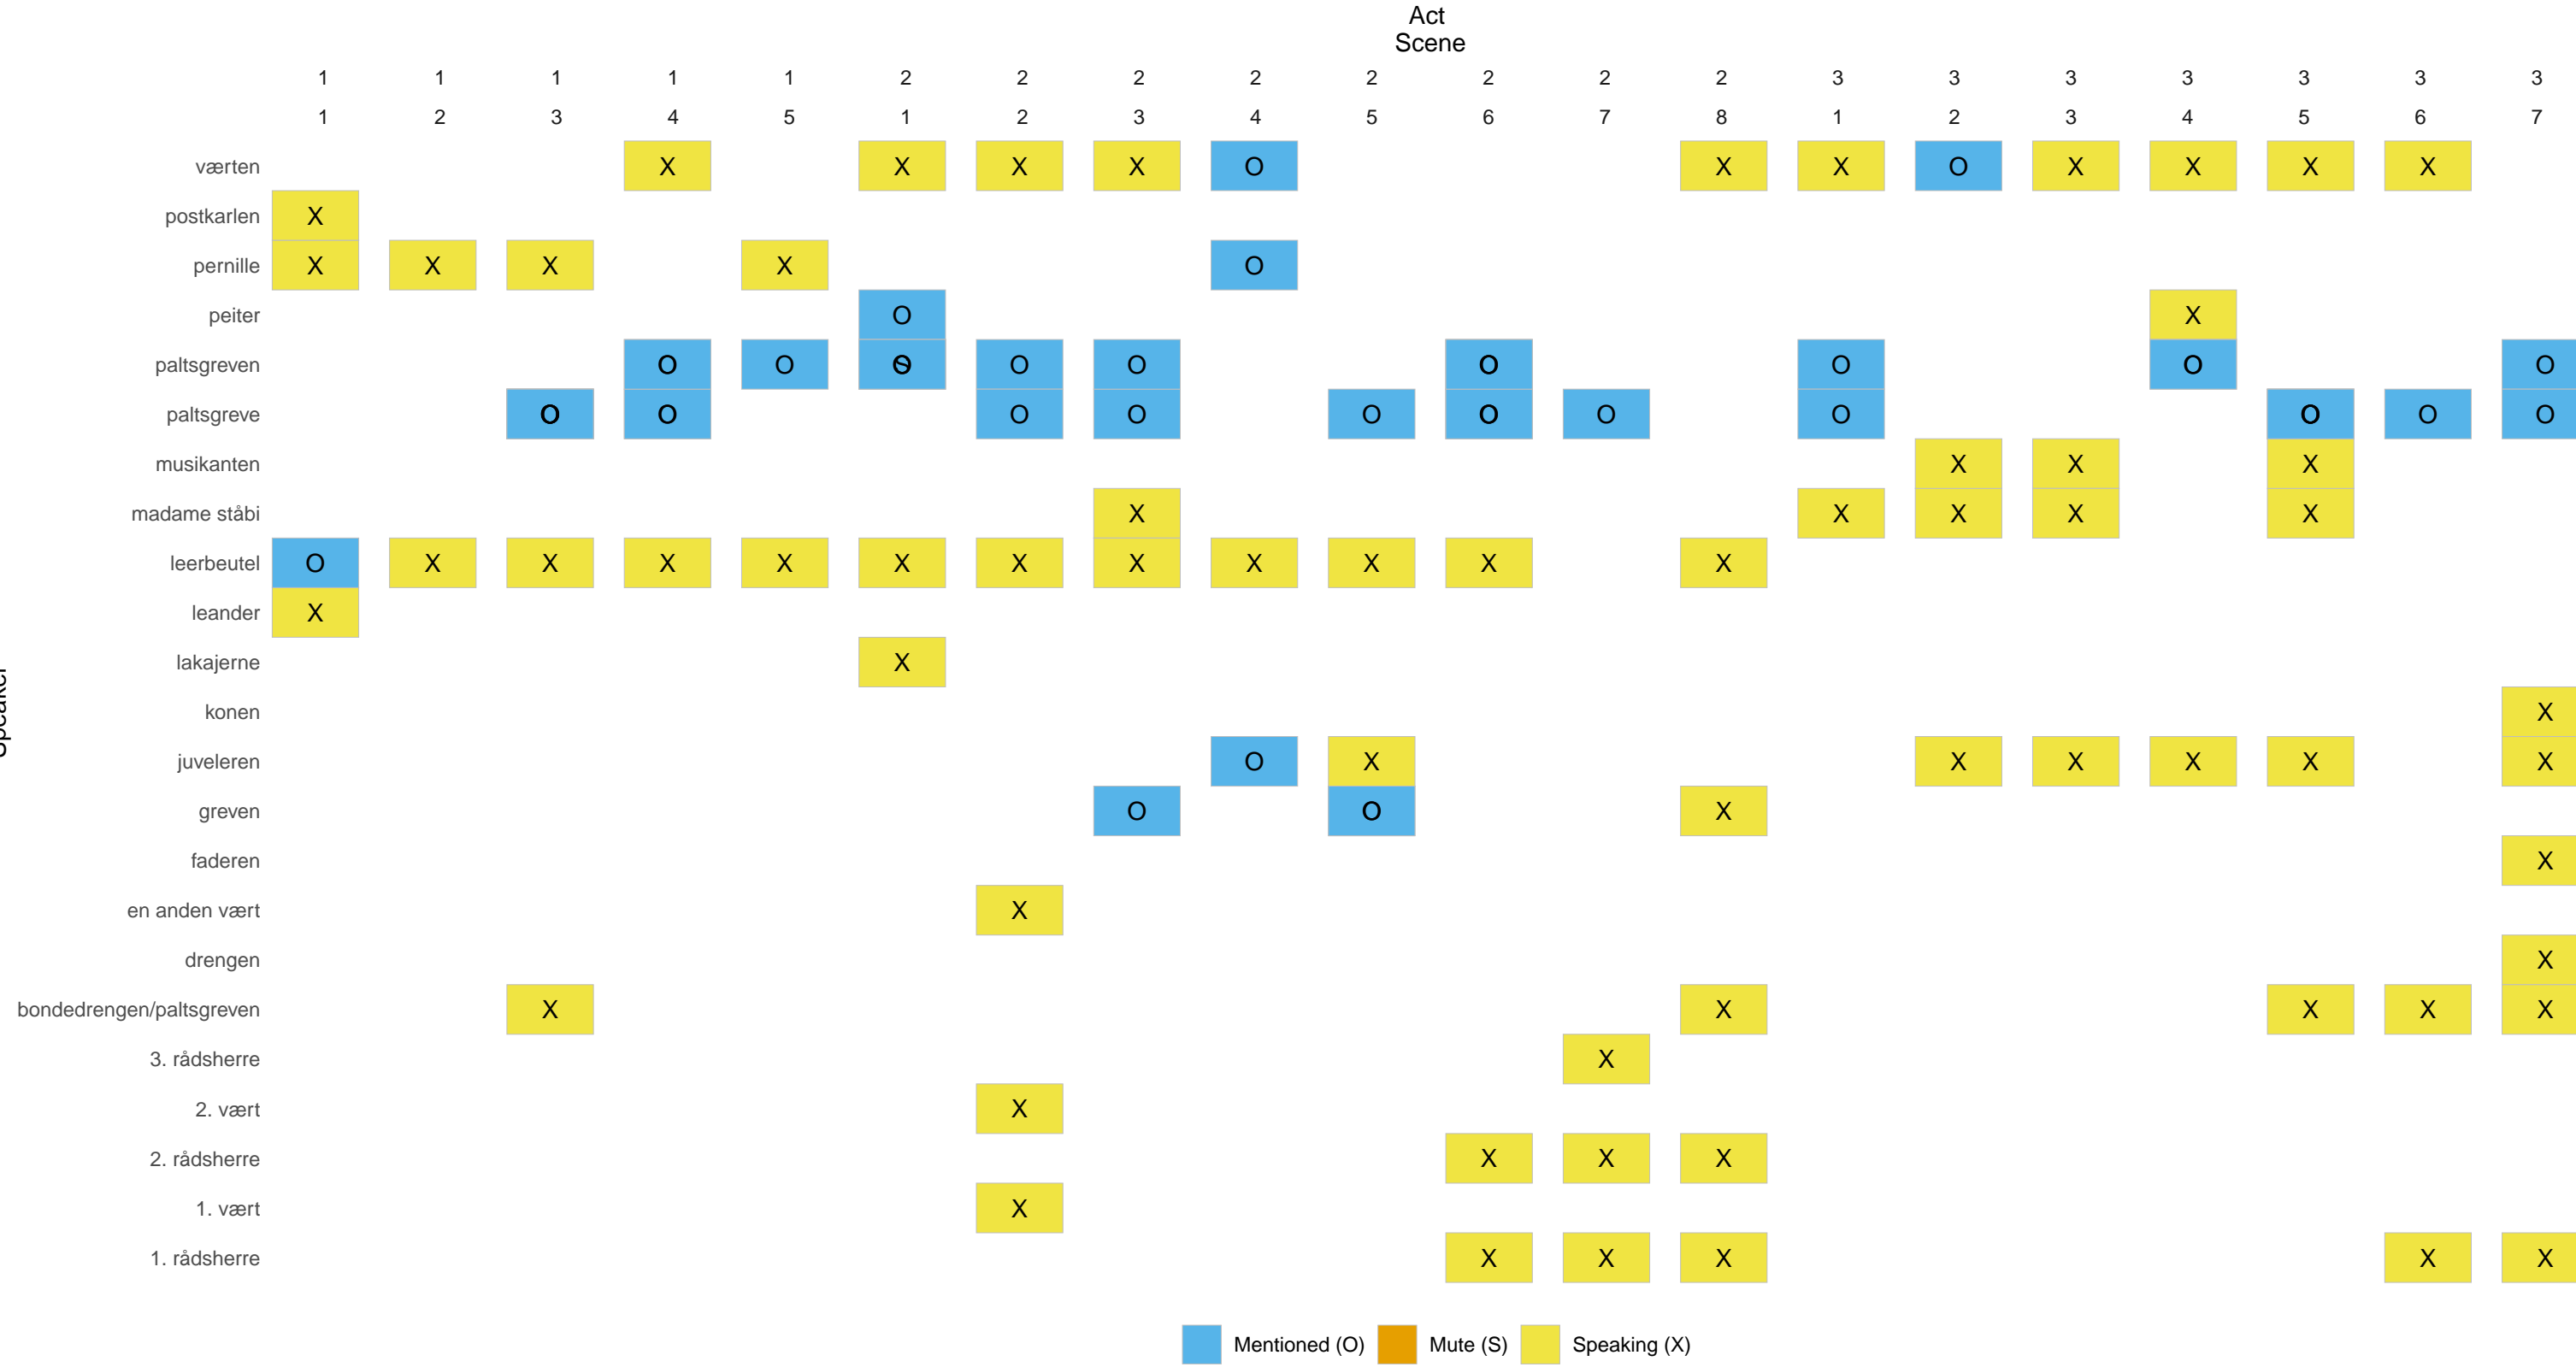 Act
Scene
1 1 1 1 1 2 2 2 2 2 2 2 2 3 3 3 3 3 3 3
1 2 3 4 5 1 2 3 4 5 6 7 8 1 2 3 4 5 6 7
værten X X X X O X X O X X X X
postkarlen X
pernille X X X X O
peiter O X
paltsgreven O O O O O O O O
paltsgreve O O O O O O O O O O O
musikanten X X X
madame ståbi X X X X X
leerbeutel O X X X X X X X X X X X
leander X
lakajerne X
konen X
juveleren O X X X X X X
greven O O X
faderen X
en anden vært X
drengen X
bondedrengen/paltsgreven X X X X X
3. rådsherre X
2. vært X
2. rådsherre X X X
1. vært X
1. rådsherre X X X X X
Mentioned (O) Mute (S) Speaking (X)